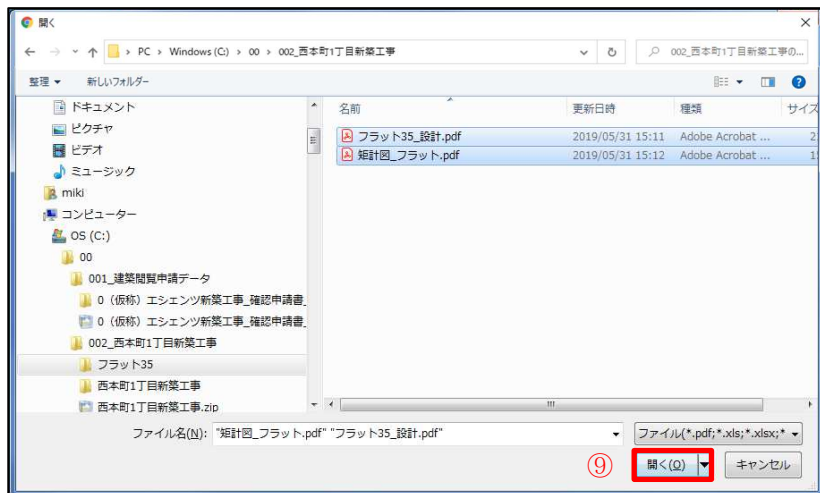 開く
PC › Windows (C:) › 00 › 002_西本町1丁目新築工事
002_西本町1丁目新築工事の...
整理 新しいフォルダー
ドキュメント
ピクチャ
ビデオ
ミュージック
miki
コンピューター
OS (C:)
00
001_建築閲覧申請データ
0（仮称）エシェンツ新築工事_確認申請書_
0（仮称）エシェンツ新築工事_確認申請書_
002_西本町1丁目新築工事
フラット35
西本町1丁目新築工事
西本町1丁目新築工事.zip
名前 更新日時 種類 サイズ
フラット35_設計.pdf 2019/05/31 15:11 Adobe Acrobat ...
矩計図_フラット.pdf 2019/05/31 15:12 Adobe Acrobat ...
ファイル名(N): "矩計図_フラット.pdf" "フラット35_設計.pdf" ファイル(*.pdf;*.xls;*.xlsx;*
⑨ 開く(O) キャンセル